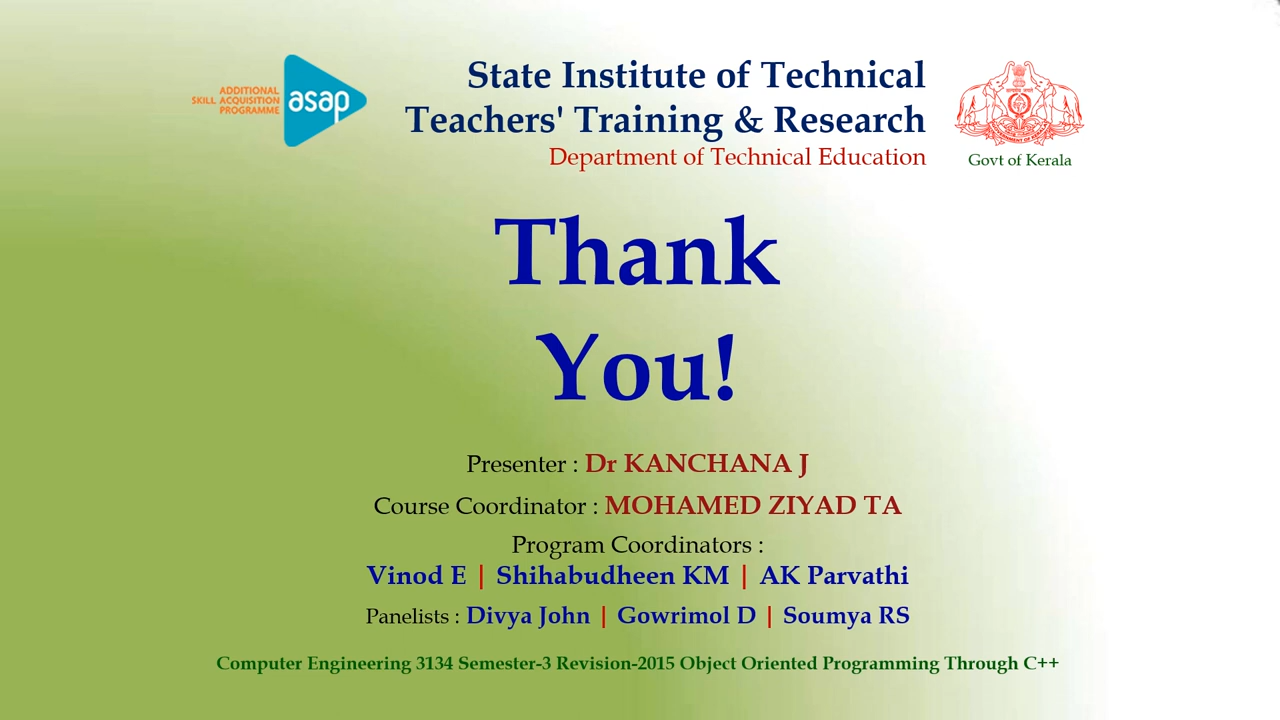 ADDITIONAL
SKILL ACQUISITION
PROGRAMME
asap
State Institute of Technical
Teachers' Training & Research
Department of Technical Education
Govt of Kerala
Thank
You!
Presenter : Dr KANCHANA J
Course Coordinator : MOHAMED ZIYAD TA
Program Coordinators :
Vinod E | Shihabudheen KM | AK Parvathi
Panelists : Divya John | Gowrimol D | Soumya RS
Computer Engineering 3134 Semester-3 Revision-2015 Object Oriented Programming Through C++